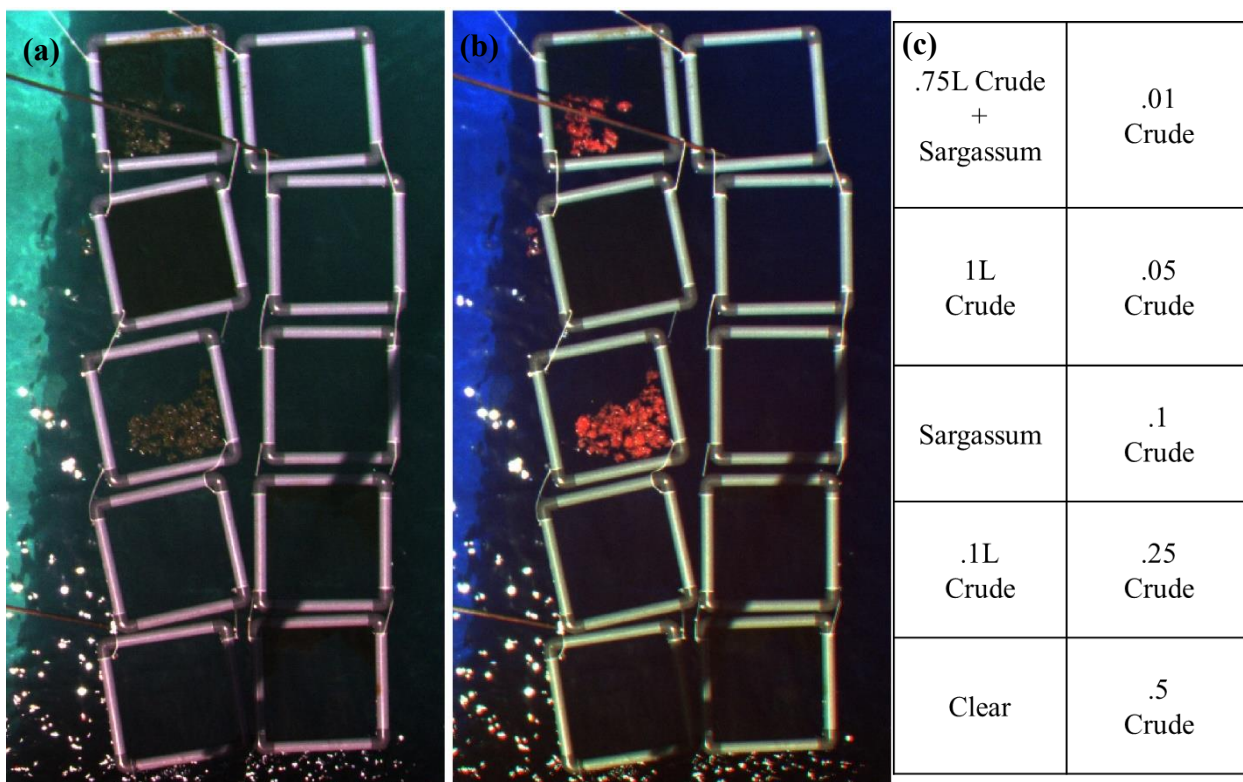 (a)
(b)
(c)
.75L Crude
+
Sargassum
.01
Crude
1L
Crude
.05
Crude
Sargassum
.1
Crude
.1L
Crude
.25
Crude
Clear
.5
Crude